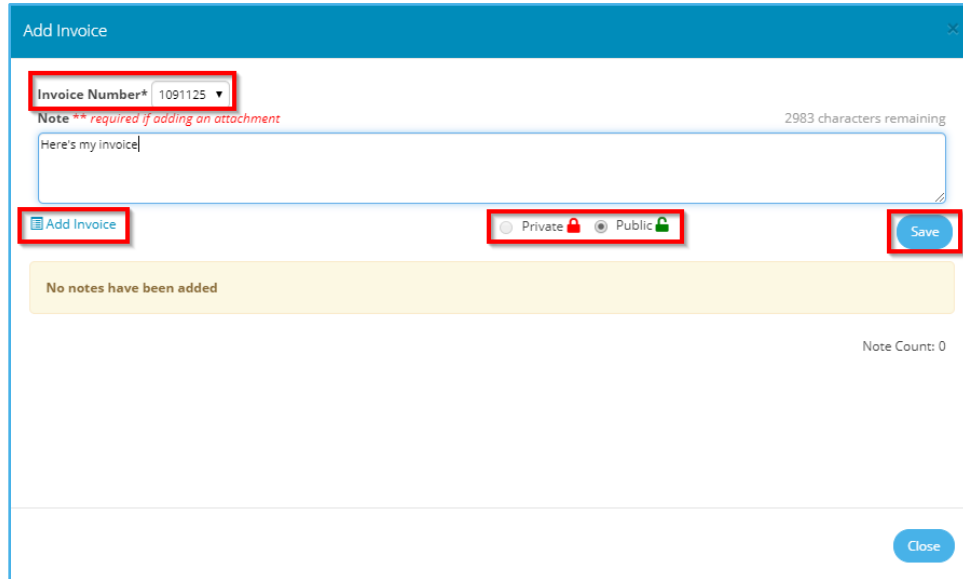 Add Invoice
Invoice Number* 1091125
Note ** required if adding an attachment 2983 characters remaining
Here's my invoice
Add Invoice Private Public Save
No notes have been added
Note Count: 0
Close